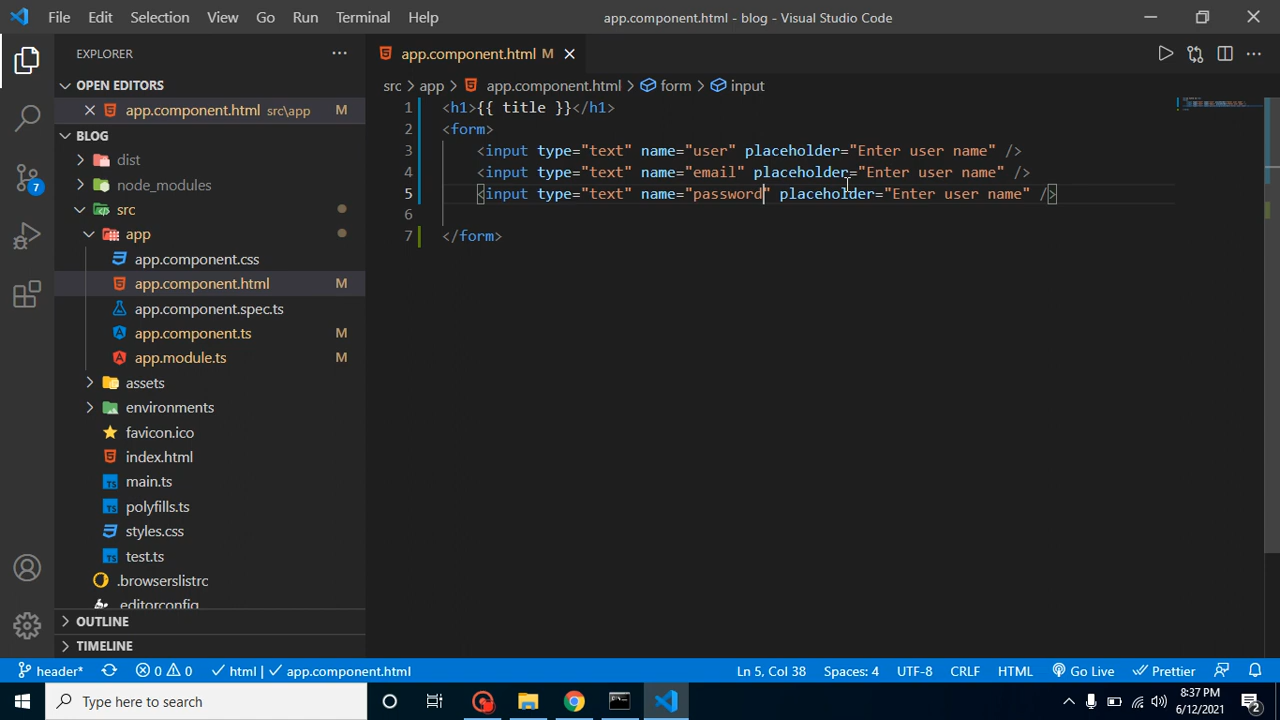 File Edit Selection View Go Run Terminal Help
app.component.html - blog - Visual Studio Code
EXPLORER
OPEN EDITORS
app.component.html src\app M
BLOG
dist
node_modules
src
app
app.component.css
app.component.html M
app.component.spec.ts
app.component.ts M
app.module.ts M
assets
environments
favicon.ico
index.html
main.ts
polyfills.ts
styles.css
test.ts
.browserslistrc
.editorconfig
OUTLINE
TIMELINE
7
app.component.html M
src > app > app.component.html > form > input
1 <h1>{{ title }}</h1>
2 <form>
3 <input type="text" name="user" placeholder="Enter user name" />
4 <input type="text" name="email" placeholder="Enter user name" />
5 <input type="text" name="password" placeholder="Enter user name" />
6
7 </form>
header* 0 0 html | app.component.html
Ln 5, Col 38 Spaces: 4 UTF-8 CRLF HTML Go Live Prettier
Type here to search
8:37 PM
6/12/2021
2